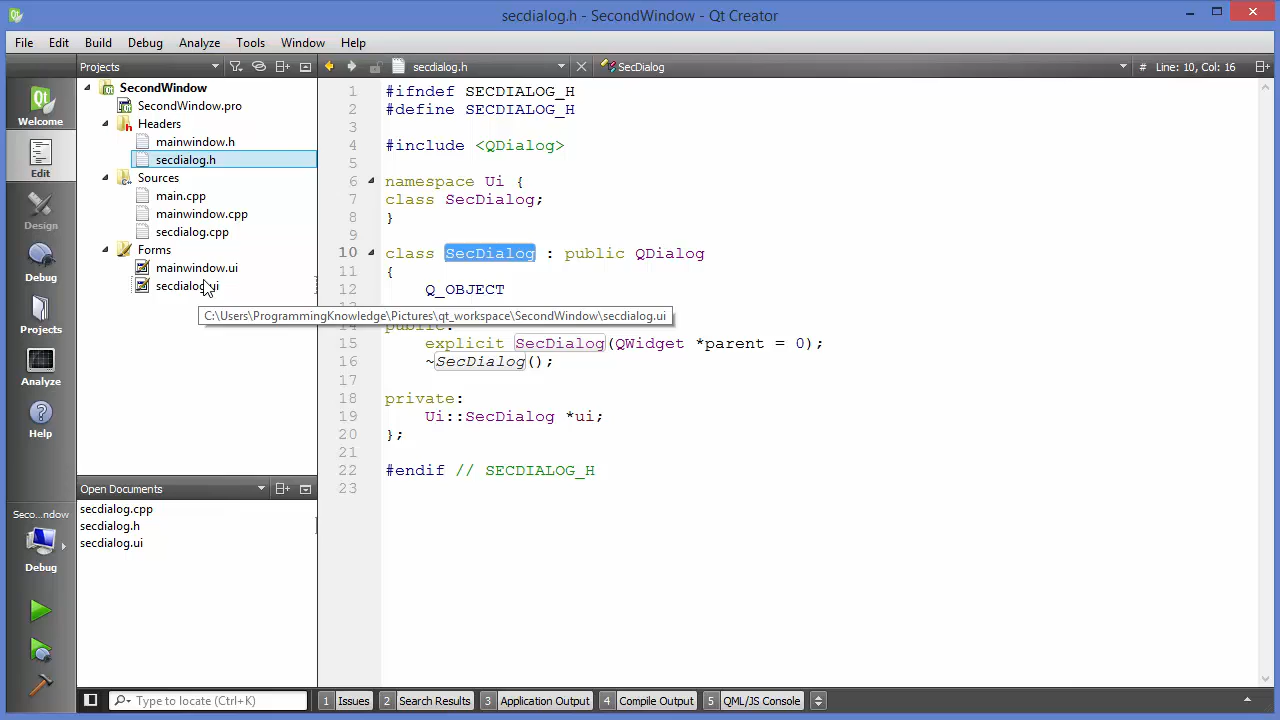 secdialog.h - SecondWindow - Qt Creator
File Edit Build Debug Analyze Tools Window Help
Projects
secdialog.h
SecDialog
# Line: 10, Col: 16
Welcome
Edit
Design
Debug
Projects
Analyze
Help
Seco...ndow
Debug
SecondWindow
SecondWindow.pro
Headers
mainwindow.h
secdialog.h
Sources
main.cpp
mainwindow.cpp
secdialog.cpp
Forms
mainwindow.ui
secdialog.ui
C:\Users\ProgrammingKnowledge\Pictures\qt_workspace\SecondWindow\secdialog.ui
Open Documents
secdialog.cpp
secdialog.h
secdialog.ui
1 #ifndef SECDIALOG_H
2 #define SECDIALOG_H
3
4 #include <QDialog>
5
6 namespace Ui {
7 class SecDialog;
8 }
9
10 class SecDialog : public QDialog
11 {
12 Q_OBJECT
14 public:
15 explicit SecDialog(QWidget *parent = 0);
16 ~SecDialog();
17
18 private:
19 Ui::SecDialog *ui;
20 };
21
22 #endif // SECDIALOG_H
23
Type to locate (Ctrl+K) 1 Issues 2 Search Results 3 Application Output 4 Compile Output 5 QML/JS Console